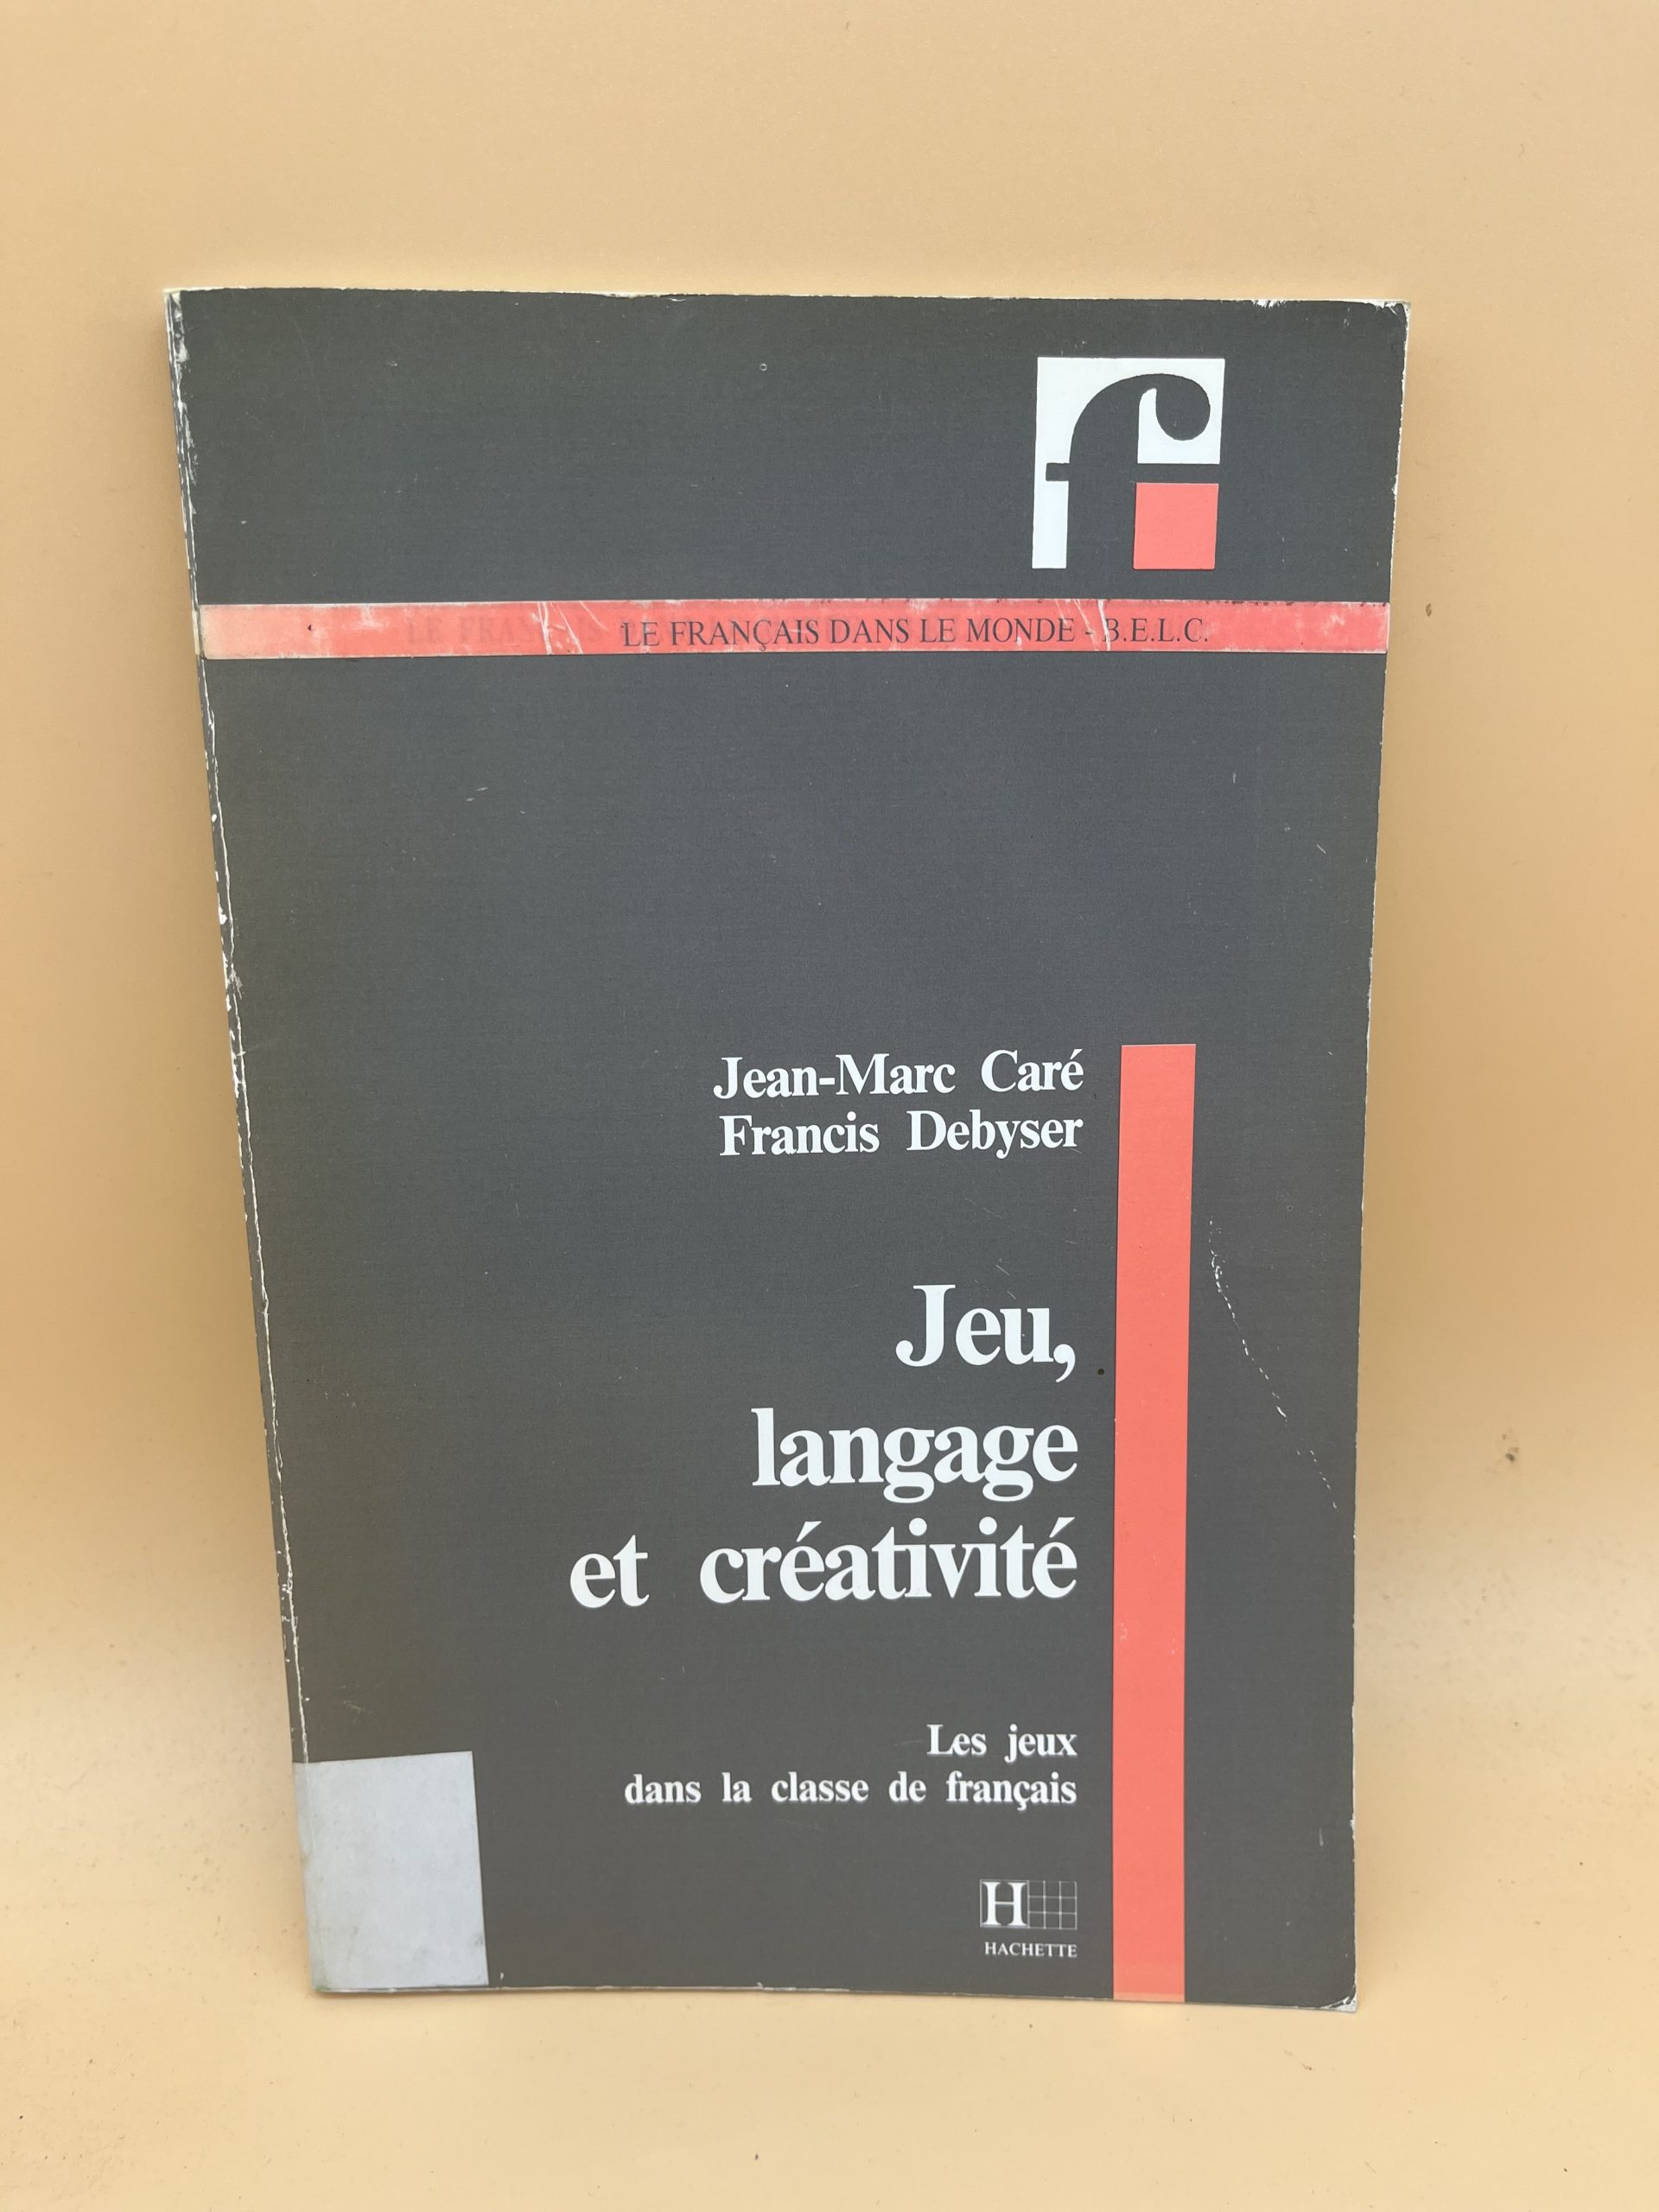 f
LE FRANÇAIS DANS LE MONDE - B.E.L.C.
Jean-Marc Caré
Francis Debyser
Jeu,
langage
et créativité
Les jeux
dans la classe de français
H
HACHETTE